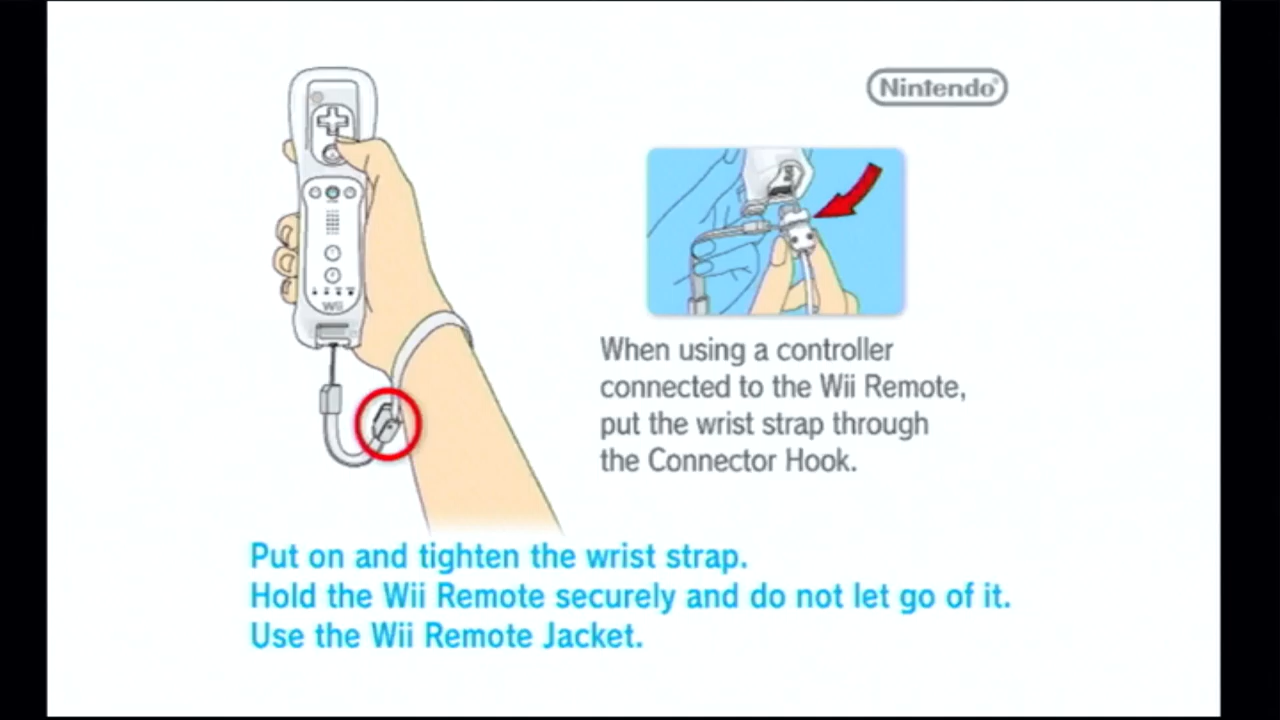 Nintendo®
Wii
When using a controller
connected to the Wii Remote,
put the wrist strap through
the Connector Hook.
Put on and tighten the wrist strap.
Hold the Wii Remote securely and do not let go of it.
Use the Wii Remote Jacket.